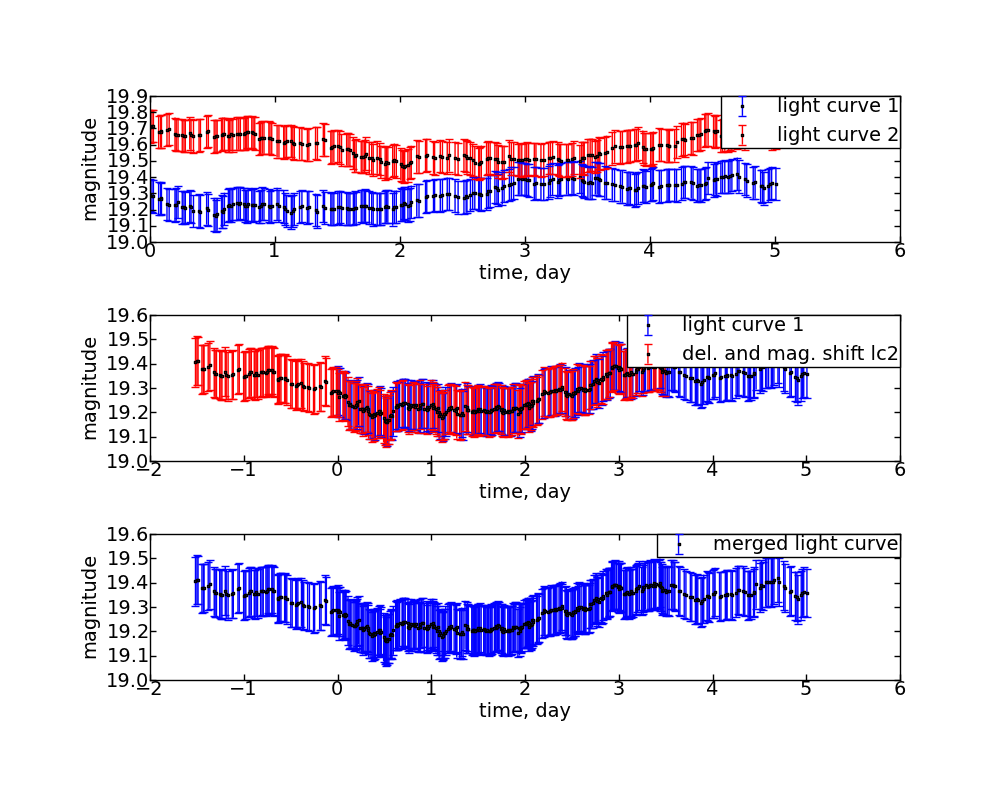 19.9
19.8
19.7
19.6
19.5
19.4
19.3
19.2
19.1
19.0
magnitude
light curve 1
light curve 2
0 1 2 3 4 5 6
time, day
19.6
19.5
19.4
19.3
19.2
19.1
19.0
magnitude
light curve 1
del. and mag. shift lc2
−2 −1 0 1 2 3 4 5 6
time, day
19.6
19.5
19.4
19.3
19.2
19.1
19.0
magnitude
merged light curve
−2 −1 0 1 2 3 4 5 6
time, day